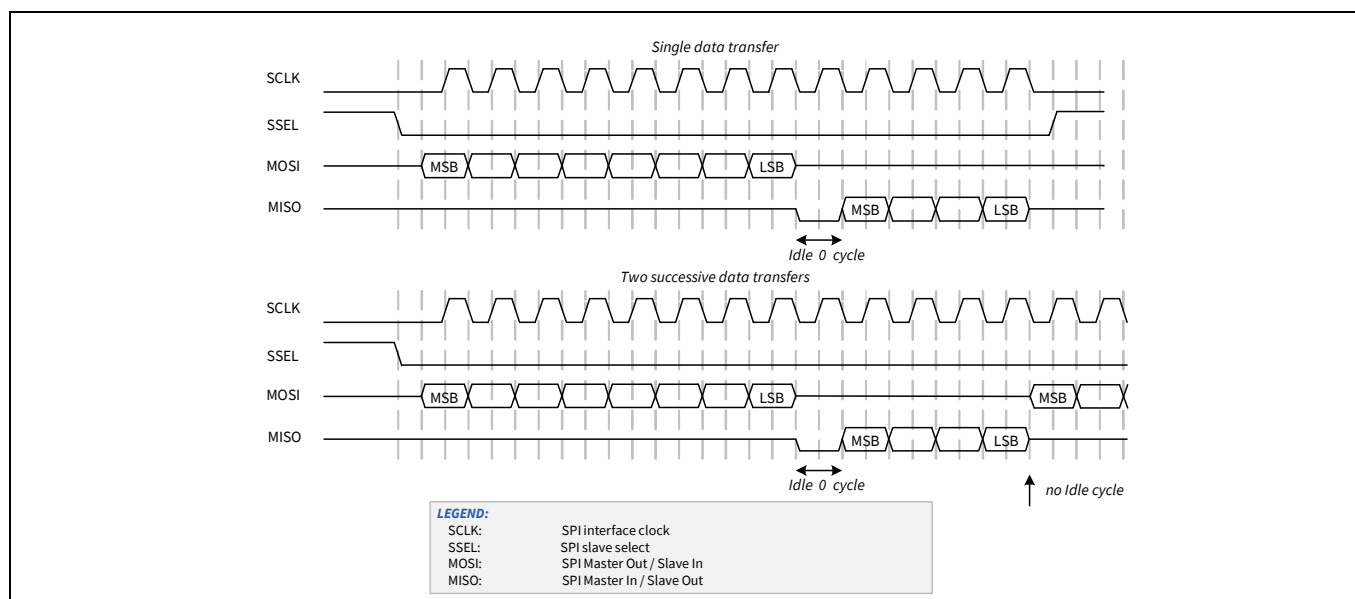 Single data transfer
SCLK
SSEL
MOSI MSB LSB
MISO MSB LSB
Idle 0 cycle
Two successive data transfers
SCLK
SSEL
MOSI MSB LSB MSB
MISO MSB LSB
Idle 0 cycle no Idle cycle
LEGEND:
SCLK: SPI interface clock
SSEL: SPI slave select
MOSI: SPI Master Out / Slave In
MISO: SPI Master In / Slave Out